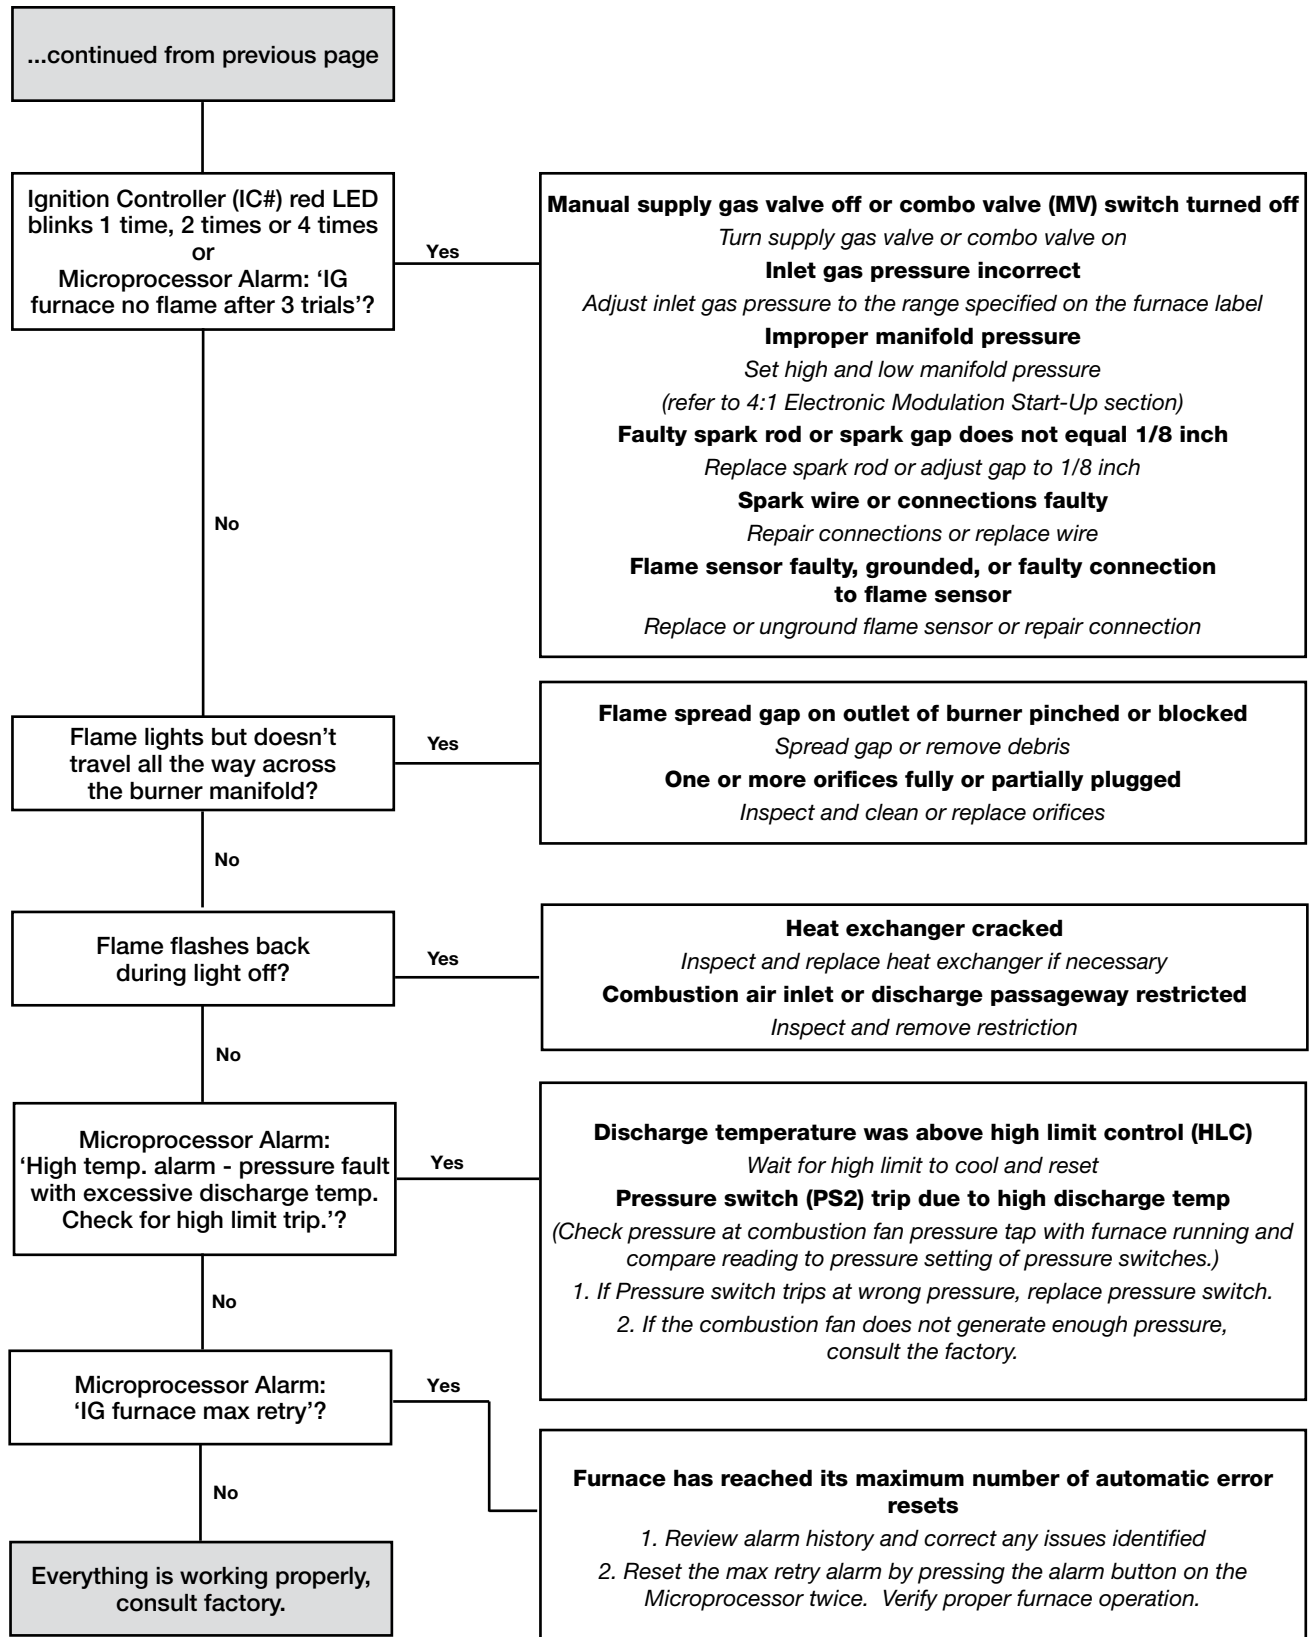 ...continued from previous page
Ignition Controller (IC#) red LED
blinks 1 time, 2 times or 4 times
or
Microprocessor Alarm: ‘IG
furnace no flame after 3 trials’?
Yes
Manual supply gas valve off or combo valve (MV) switch turned off
Turn supply gas valve or combo valve on
Inlet gas pressure incorrect
Adjust inlet gas pressure to the range specified on the furnace label
Improper manifold pressure
Set high and low manifold pressure
(refer to 4:1 Electronic Modulation Start-Up section)
Faulty spark rod or spark gap does not equal 1/8 inch
Replace spark rod or adjust gap to 1/8 inch
Spark wire or connections faulty
Repair connections or replace wire
Flame sensor faulty, grounded, or faulty connection
to flame sensor
Replace or unground flame sensor or repair connection
No
Flame lights but doesn’t
travel all the way across
the burner manifold?
Yes
Flame spread gap on outlet of burner pinched or blocked
Spread gap or remove debris
One or more orifices fully or partially plugged
Inspect and clean or replace orifices
No
Flame flashes back
during light off?
Yes
Heat exchanger cracked
Inspect and replace heat exchanger if necessary
Combustion air inlet or discharge passageway restricted
Inspect and remove restriction
No
Microprocessor Alarm:
‘High temp. alarm - pressure fault
with excessive discharge temp.
Check for high limit trip.’?
Yes
Discharge temperature was above high limit control (HLC)
Wait for high limit to cool and reset
Pressure switch (PS2) trip due to high discharge temp
(Check pressure at combustion fan pressure tap with furnace running and
compare reading to pressure setting of pressure switches.)
1. If Pressure switch trips at wrong pressure, replace pressure switch.
2. If the combustion fan does not generate enough pressure,
consult the factory.
No
Microprocessor Alarm:
‘IG furnace max retry’?
Yes
Furnace has reached its maximum number of automatic error
resets
1. Review alarm history and correct any issues identified
2. Reset the max retry alarm by pressing the alarm button on the
Microprocessor twice.  Verify proper furnace operation.
No
Everything is working properly,
consult factory.